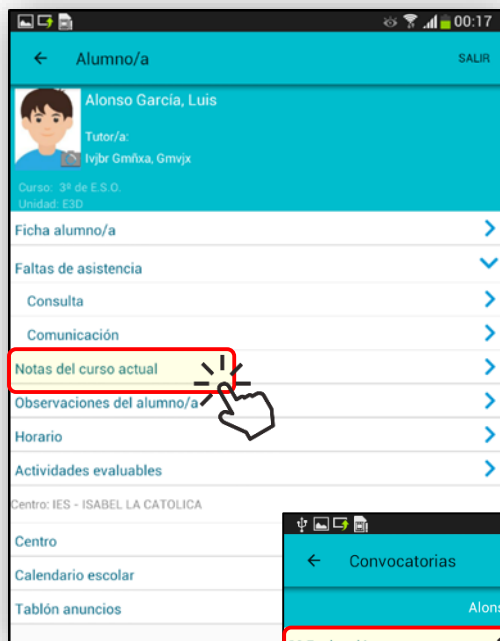 00:17
Alumno/a SALIR
Alonso García, Luis
Tutor/a:
Ivjbr Gmñxa, Gmvjx
Curso: 3º de E.S.O.
Unidad: E3D
Ficha alumno/a
Faltas de asistencia
Consulta
Comunicación
Notas del curso actual
Observaciones del alumno/a
Horario
Actividades evaluables
Centro: IES - ISABEL LA CATOLICA
Centro
Calendario escolar
Tablón anuncios
Convocatorias
Alons